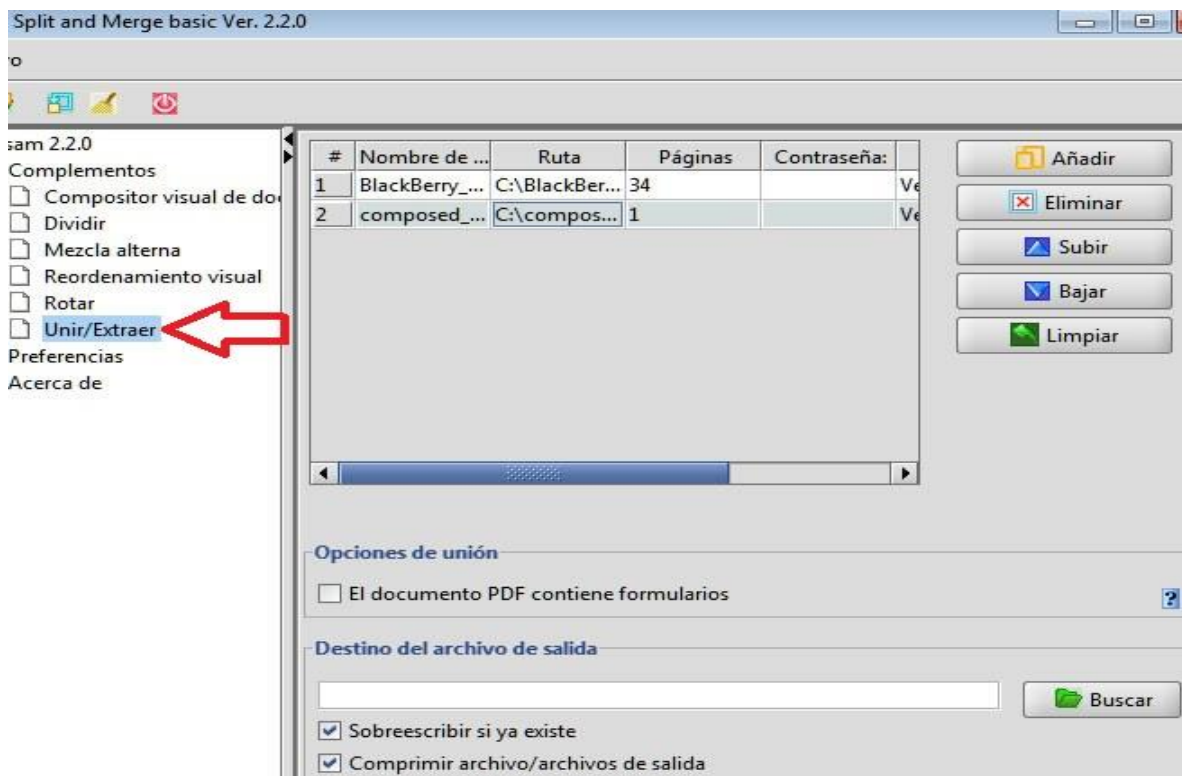 Split and Merge basic Ver. 2.2.0
sam 2.2.0
Complementos
Compositor visual de do
Dividir
Mezcla alterna
Reordenamiento visual
Rotar
Unir/Extraer
Preferencias
Acerca de
# Nombre de ... Ruta Páginas Contraseña:
1 BlackBerry_... C:\BlackBer... 34 Ve
2 composed_... C:\compos... 1 Ve
Añadir
Eliminar
Subir
Bajar
Limpiar
Opciones de unión
El documento PDF contiene formularios
?
Destino del archivo de salida
Buscar
Sobreescribir si ya existe
Comprimir archivo/archivos de salida